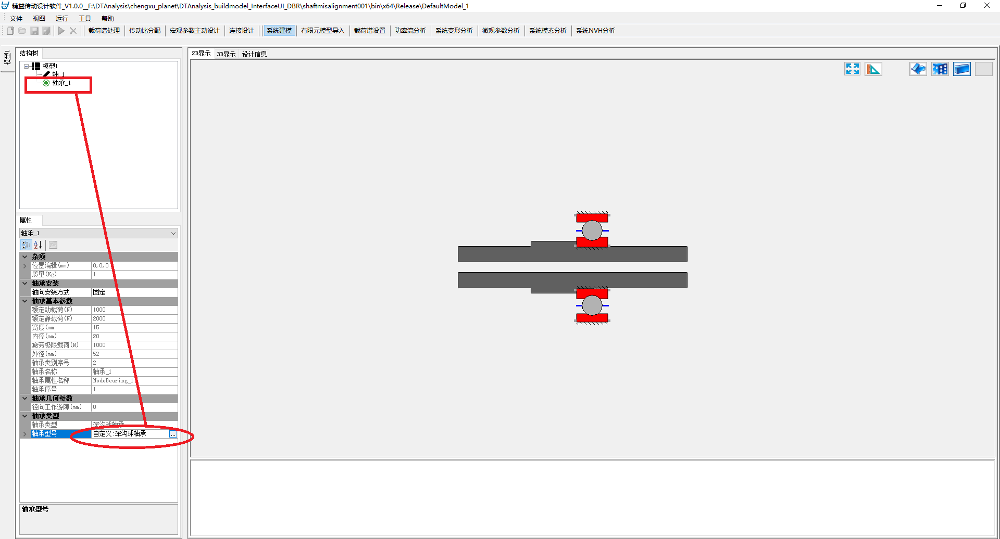 精益传动设计软件_V1.0.0__F:\DTAnalysis\chengxu_planet\DTAnalysis_buildmodel_InterfaceUI_DBR\shaftmisalignment001\bin\x64\Release\DefaultModel_1
文件 视图 运行 工具 帮助
载荷谱处理 传动比分配 宏观参数主动设计 连接设计 系统建模 有限元模型导入 载荷谱设置 功率流分析 系统变形分析 微观参数分析 系统模态分析 系统NVH分析
模型1
结构树
模型1
轴_1
轴承_1
属性
轴承_1
杂项
位置编辑(mm) 0,0,0
质量(Kg) 1
轴承安装
轴向安装方式 固定
轴承基本参数
额定动载荷(N) 1000
额定静载荷(N) 2000
宽度(mm 15
内径(mm) 20
疲劳极限载荷(N) 1000
外径(mm) 52
轴承类别序号 2
轴承名称 轴承_1
轴承属性名称 NodeBearing_1
轴承序号 1
轴承几何参数
径向工作游隙(mm) 0
轴承类型
轴承类型 深沟球轴承
轴承型号 自定义:深沟球轴承 ...
轴承型号
2D显示 3D显示 设计信息